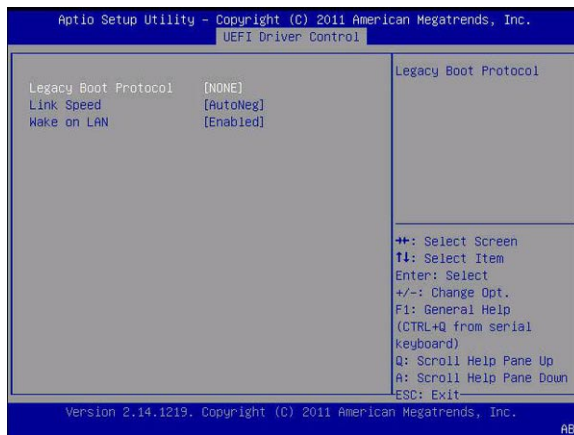 Aptio Setup Utility – Copyright (C) 2011 American Megatrends, Inc.
UEFI Driver Control
Legacy Boot Protocol [NONE]
Link Speed [AutoNeg]
Wake on LAN [Enabled]
Legacy Boot Protocol
→←: Select Screen
↑↓: Select Item
Enter: Select
+/-: Change Opt.
F1: General Help
(CTRL+Q from serial
keyboard)
Q: Scroll Help Pane Up
A: Scroll Help Pane Down
ESC: Exit
Version 2.14.1219. Copyright (C) 2011 American Megatrends, Inc.
AB